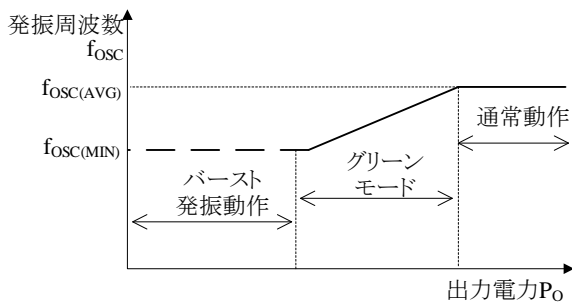 発振周波数
fOSC
fOSC(AVG)
通常動作
fOSC(MIN)
グリーン
モード
バースト
発振動作
出力電力PO